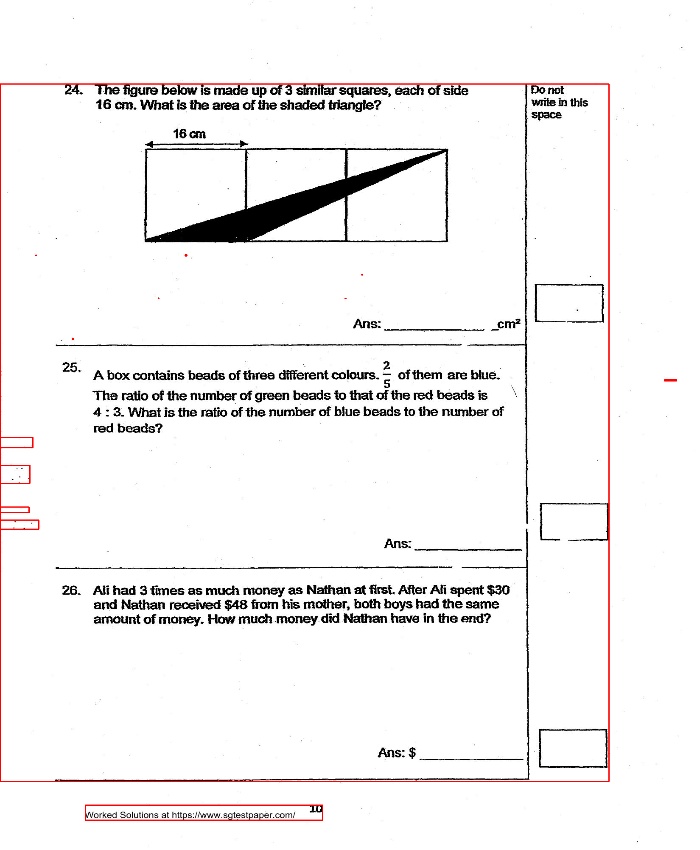 24. The figure below is made up of 3 similar squares, each of side
16 cm. What is the area of the shaded triangle?
Do not
write in this
space
16 cm
Ans: ____________ _cm²
25. A box contains beads of three different colours. 2/5 of them are blue.
The ratio of the number of green beads to that of the red beads is
4 : 3. What is the ratio of the number of blue beads to the number of
red beads?
Ans: ____________
26. Ali had 3 times as much money as Nathan at first. After Ali spent $30
and Nathan received $48 from his mother, both boys had the same
amount of money. How much money did Nathan have in the end?
Ans: $ ____________
10
Worked Solutions at https://www.sgtestpaper.com/